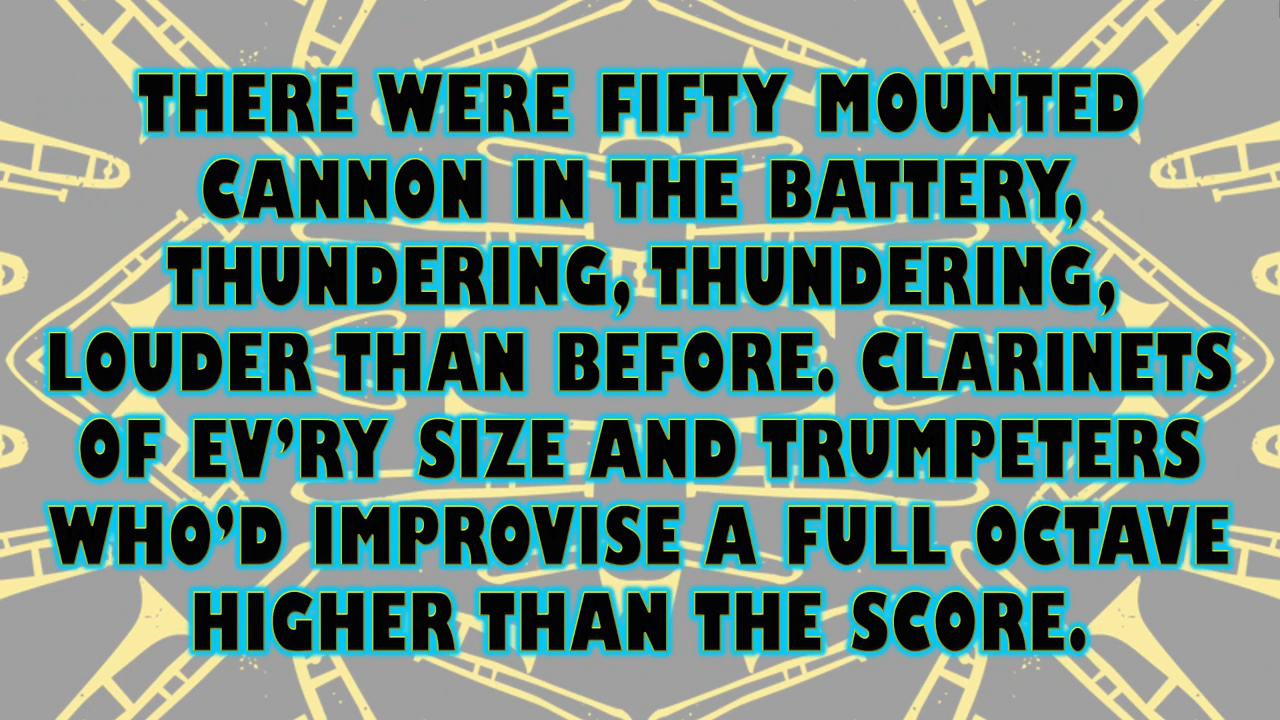 THERE WERE FIFTY MOUNTED
CANNON IN THE BATTERY,
THUNDERING, THUNDERING,
LOUDER THAN BEFORE. CLARINETS
OF EV’RY SIZE AND TRUMPETERS
WHO’D IMPROVISE A FULL OCTAVE
HIGHER THAN THE SCORE.